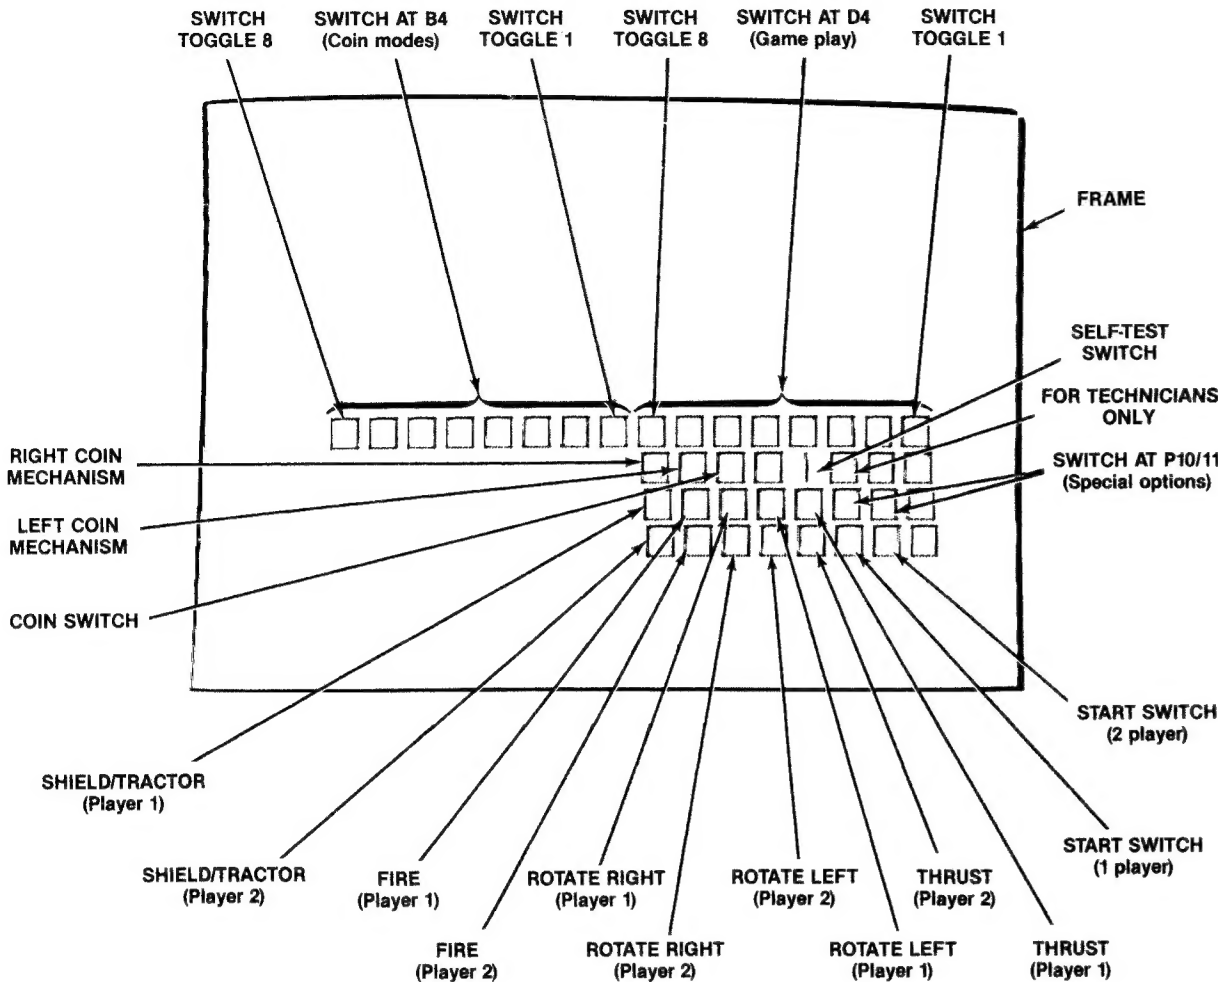 SWITCH
TOGGLE 8
SWITCH AT B4
(Coin modes)
SWITCH
TOGGLE 1
SWITCH
TOGGLE 8
SWITCH AT D4
(Game play)
SWITCH
TOGGLE 1
FRAME
SELF-TEST
SWITCH
FOR TECHNICIANS
ONLY
SWITCH AT P10/11
(Special options)
RIGHT COIN
MECHANISM
LEFT COIN
MECHANISM
COIN SWITCH
START SWITCH
(2 player)
SHIELD/TRACTOR
(Player 1)
START SWITCH
(1 player)
SHIELD/TRACTOR
(Player 2)
FIRE
(Player 1)
ROTATE RIGHT
(Player 1)
ROTATE LEFT
(Player 2)
THRUST
(Player 2)
FIRE
(Player 2)
ROTATE RIGHT
(Player 2)
ROTATE LEFT
(Player 1)
THRUST
(Player 1)